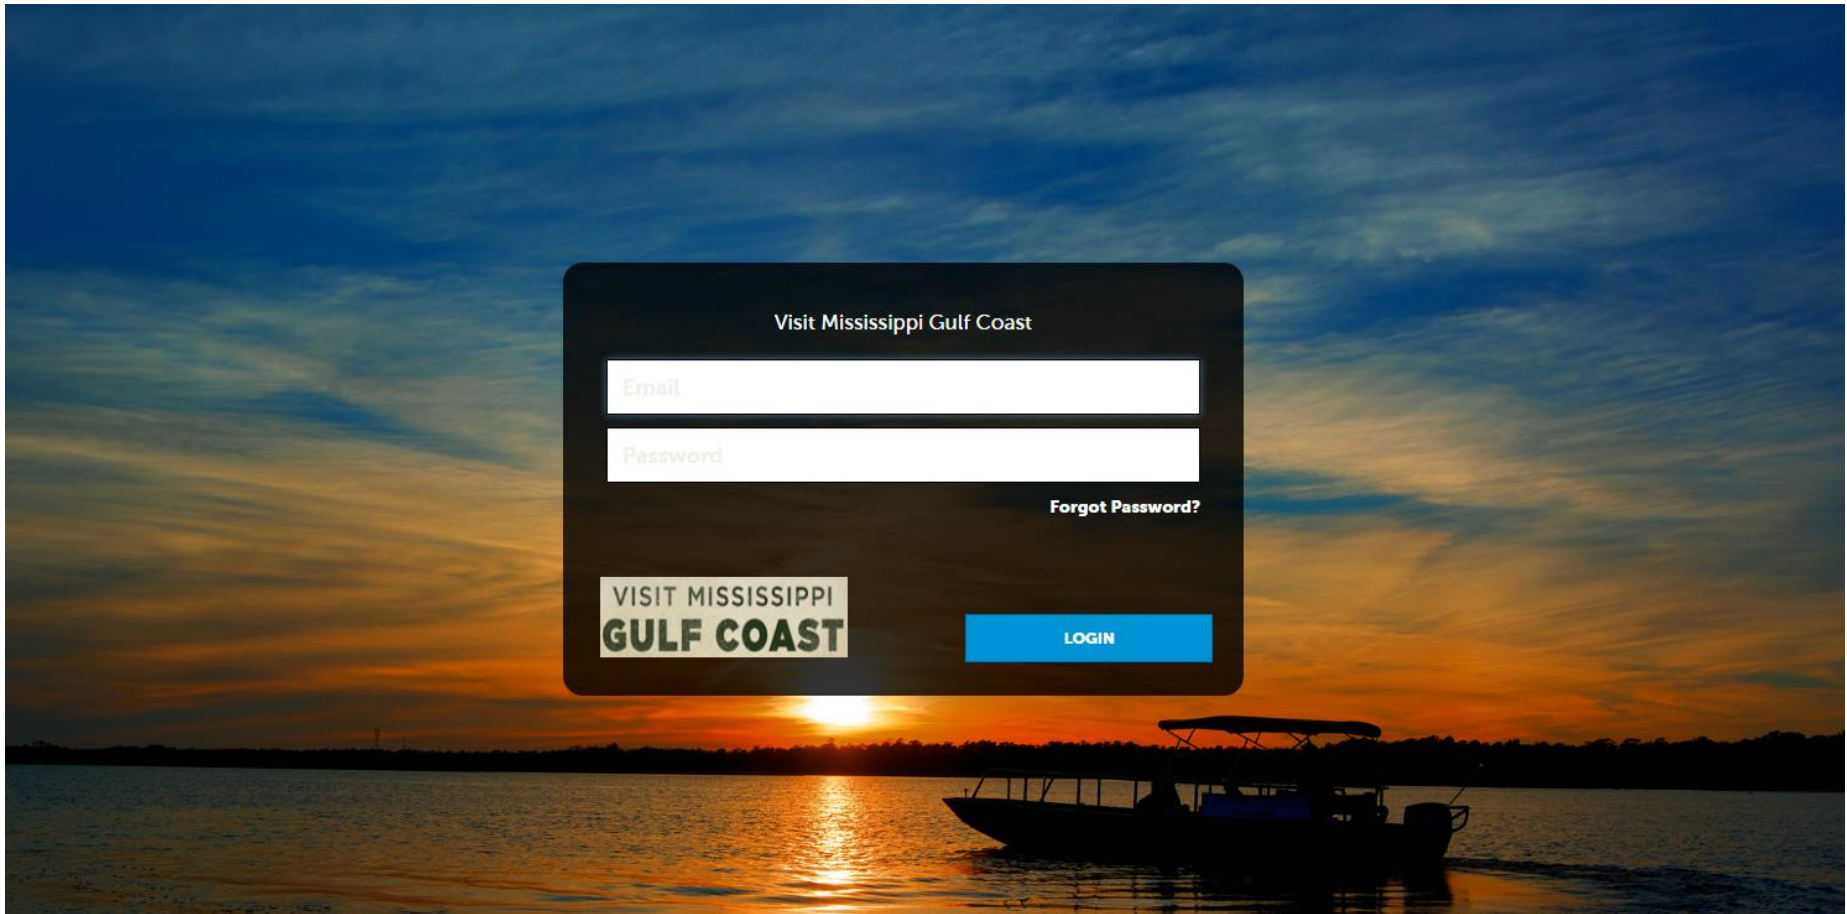 Visit Mississippi Gulf Coast
Email
Password
Forgot Password?
VISIT MISSISSIPPI
GULF COAST
LOGIN